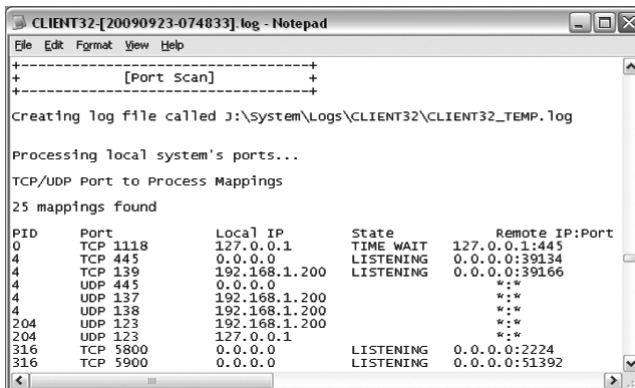 CLIENT32-[20090923-074833].log - Notepad
File Edit Format View Help
+-----------------------------------+
+ [Port Scan] +
+-----------------------------------+
Creating log file called J:\System\Logs\CLIENT32\CLIENT32_TEMP.log
Processing local system's ports...
TCP/UDP Port to Process Mappings
25 mappings found
PID Port Local IP State Remote IP:Port
0 TCP 1118 127.0.0.1 TIME WAIT 127.0.0.1:445
4 TCP 445 0.0.0.0 LISTENING 0.0.0.0:39134
4 TCP 139 192.168.1.200 LISTENING 0.0.0.0:39166
4 UDP 445 0.0.0.0 *:*
4 UDP 137 192.168.1.200 *:*
4 UDP 138 192.168.1.200 *:*
204 UDP 123 192.168.1.200 *:*
204 UDP 123 127.0.0.1 *:*
316 TCP 5800 0.0.0.0 LISTENING 0.0.0.0:2224
316 TCP 5900 0.0.0.0 LISTENING 0.0.0.0:51392